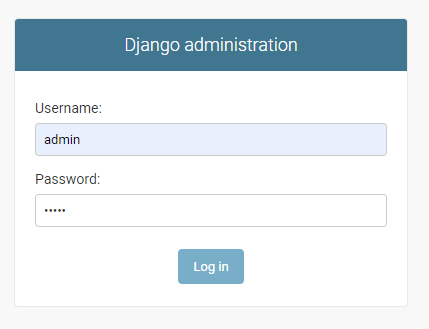 Django administration
Username:
admin
Password:
•••••
Log in